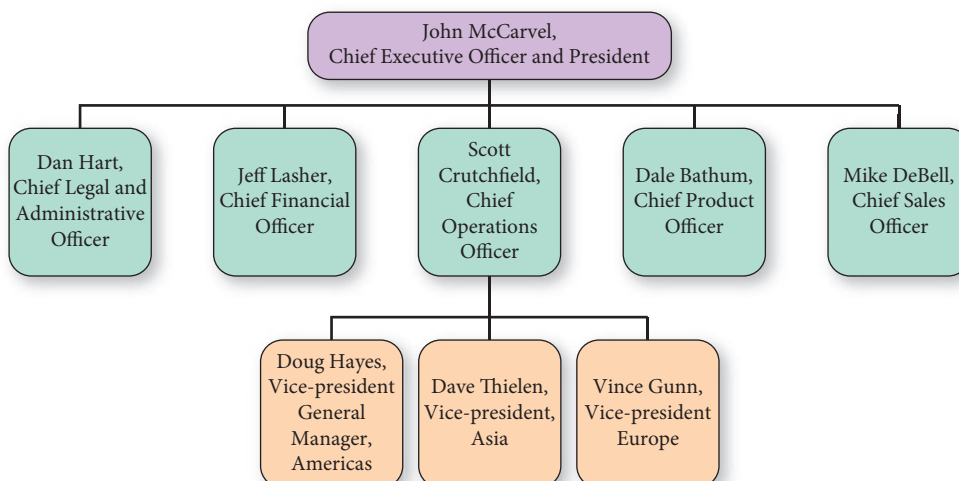 John McCarvel,
Chief Executive Officer and President
Dan Hart,
Chief Legal and
Administrative
Officer
Jeff Lasher,
Chief Financial
Officer
Scott
Crutchfield,
Chief
Operations
Officer
Dale Bathum,
Chief Product
Officer
Mike DeBell,
Chief Sales
Officer
Doug Hayes,
Vice-president
General
Manager,
Americas
Dave Thielen,
Vice-president,
Asia
Vince Gunn,
Vice-president
Europe